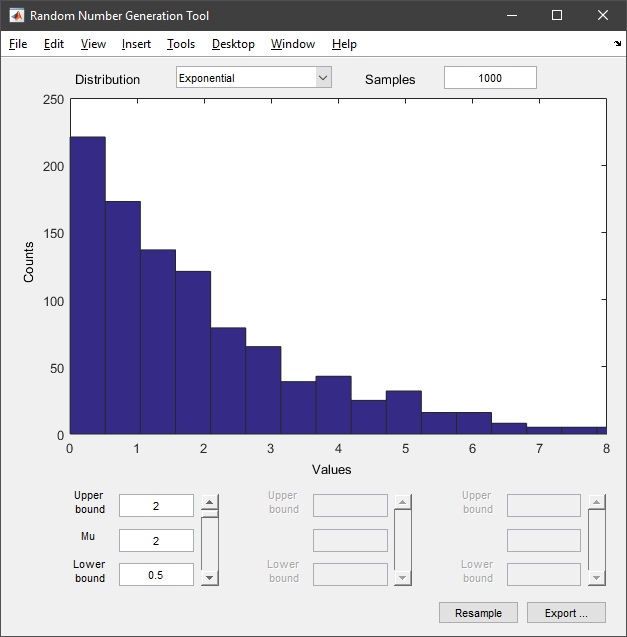 Random Number Generation Tool
File Edit View Insert Tools Desktop Window Help
Distribution Exponential Samples 1000
250
200
150
100
50
0
Counts
0 1 2 3 4 5 6 7 8
Values
Upper bound 2
Mu 2
Lower bound 0.5
Upper bound
Lower bound
Upper bound
Lower bound
Resample Export ...